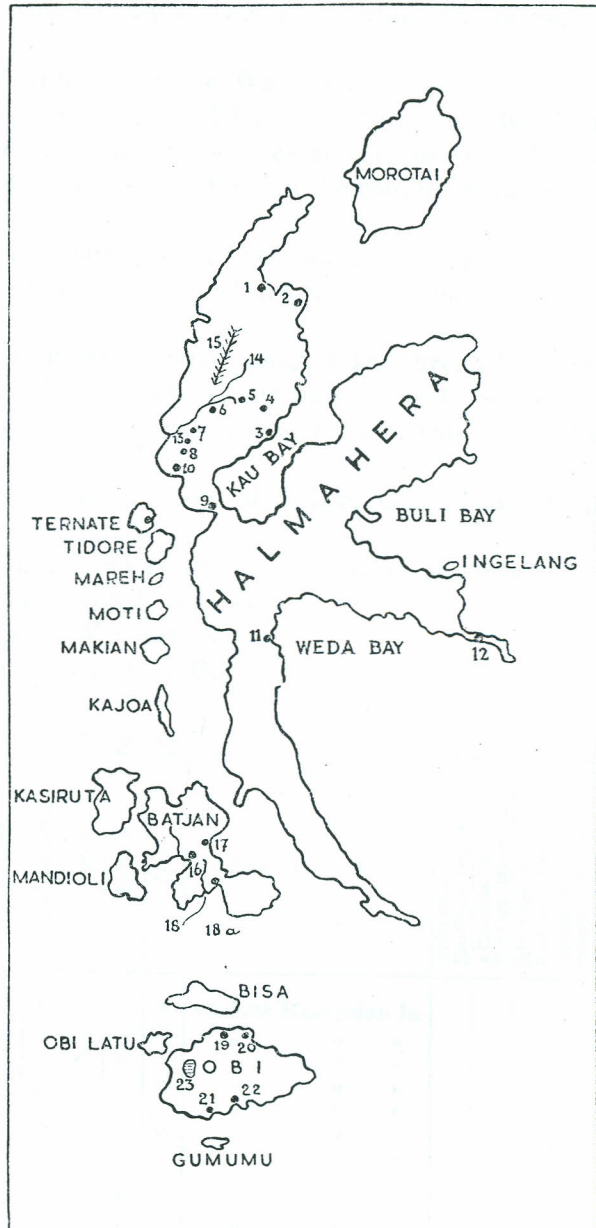 MOROTAI
1
2
15
14
5
4
6
7
3
13
8
10
KAU BAY
9
HALMAHERA
TERNATE
TIDORE
MAREH
MOTI
MAKIAN
KAJOA
BULI BAY
INGELANG
11
WEDA BAY
12
KASIRUTA
BATJAN
17
16
MANDIOLI
18
18a
BISA
OBI LATU
19
20
OBI
23
21
22
GUMUMU